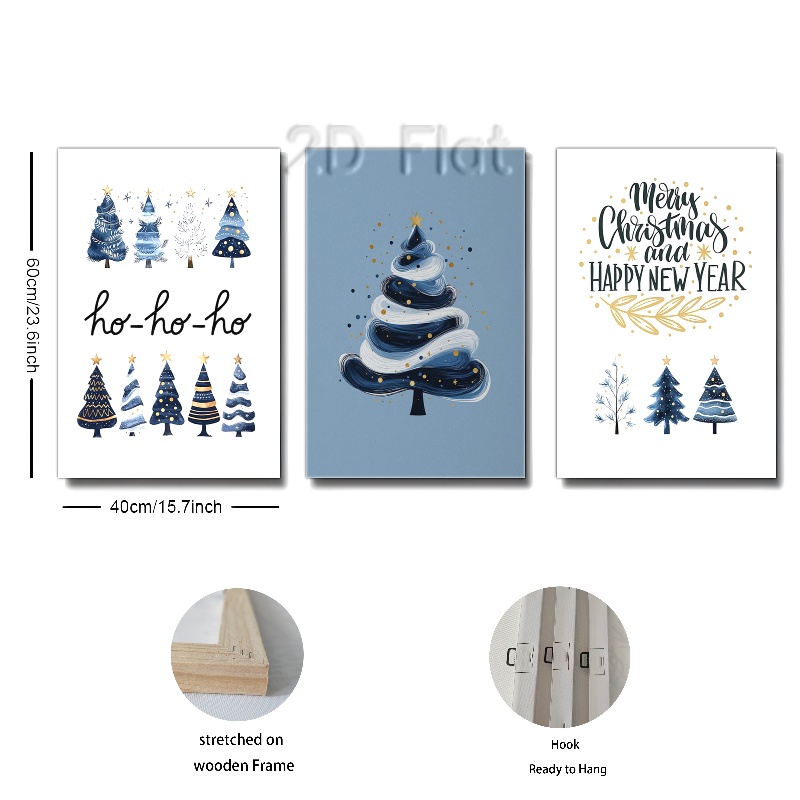 2D Flat
Merry
Christmas
and
HAPPY NEW YEAR
ho-ho-ho
60cm/23.6inch
40cm/15.7inch
stretched on
wooden Frame
Hook
Ready to Hang